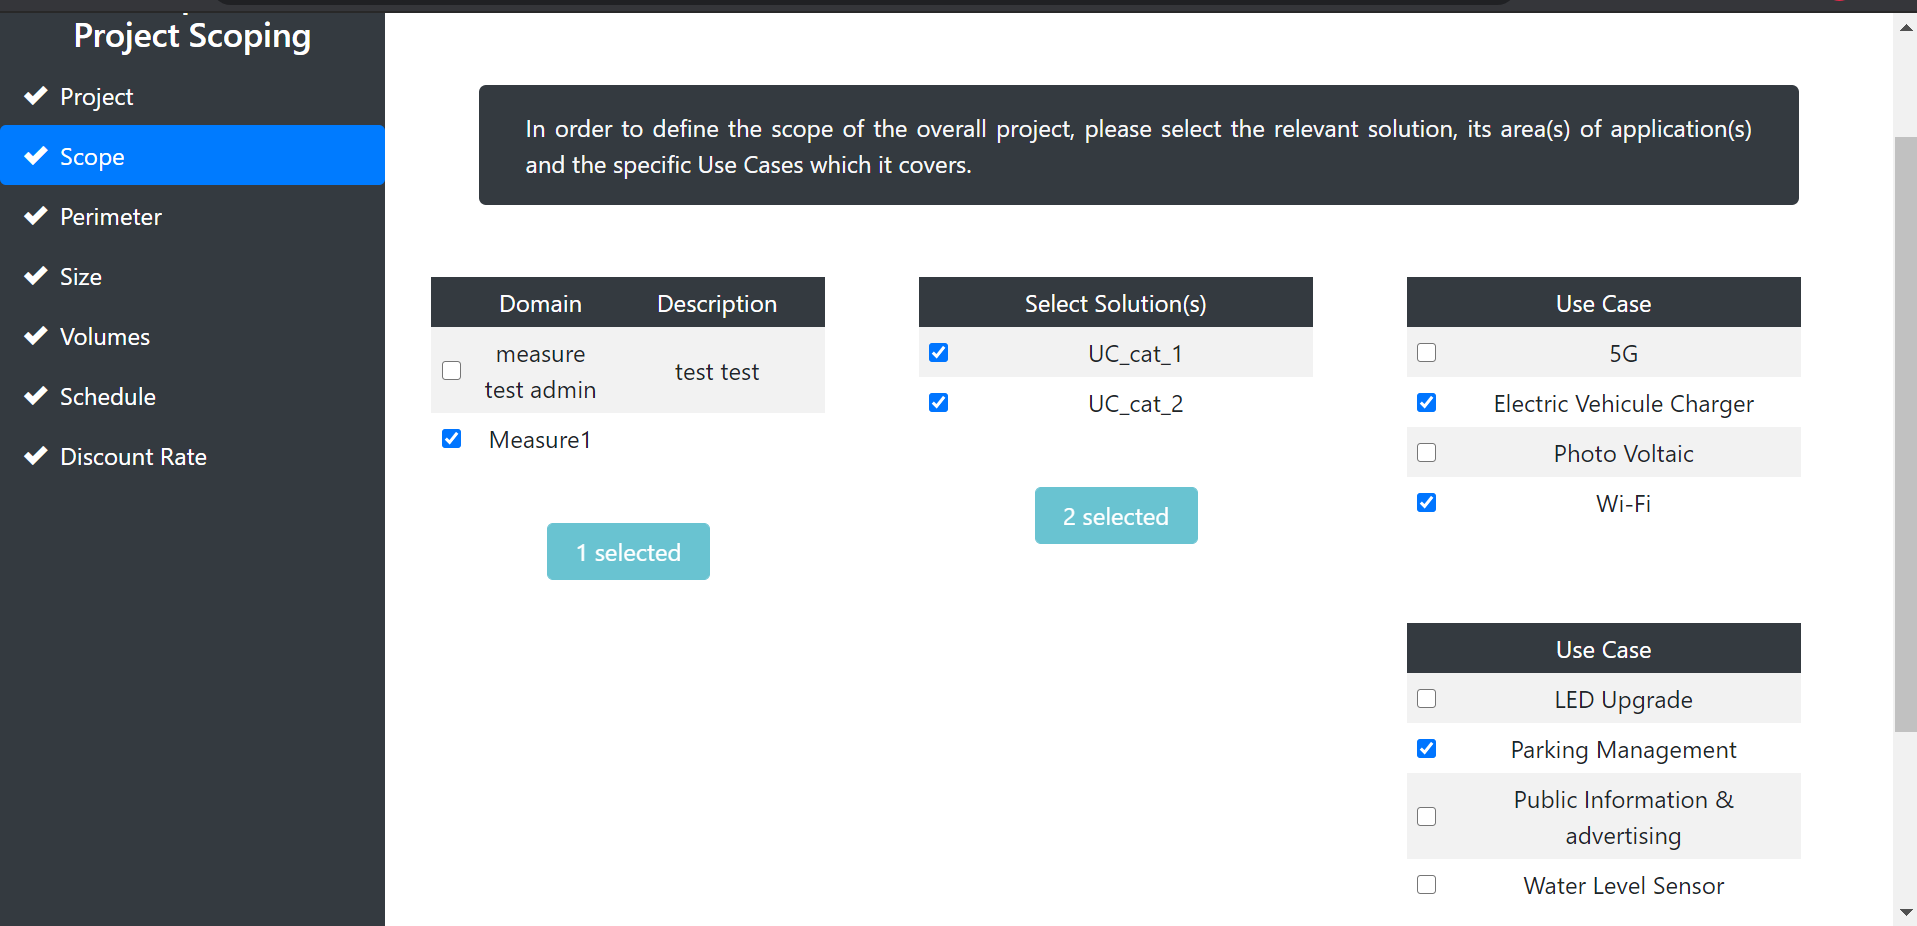 Project Scoping
Project
Scope
Perimeter
Size
Volumes
Schedule
Discount Rate
In order to define the scope of the overall project, please select the relevant solution, its area(s) of application(s)
and the specific Use Cases which it covers.
Domain Description
measure
test admin
test test
Measure1
1 selected
Select Solution(s)
UC_cat_1
UC_cat_2
2 selected
Use Case
5G
Electric Vehicule Charger
Photo Voltaic
Wi-Fi
Use Case
LED Upgrade
Parking Management
Public Information &
advertising
Water Level Sensor